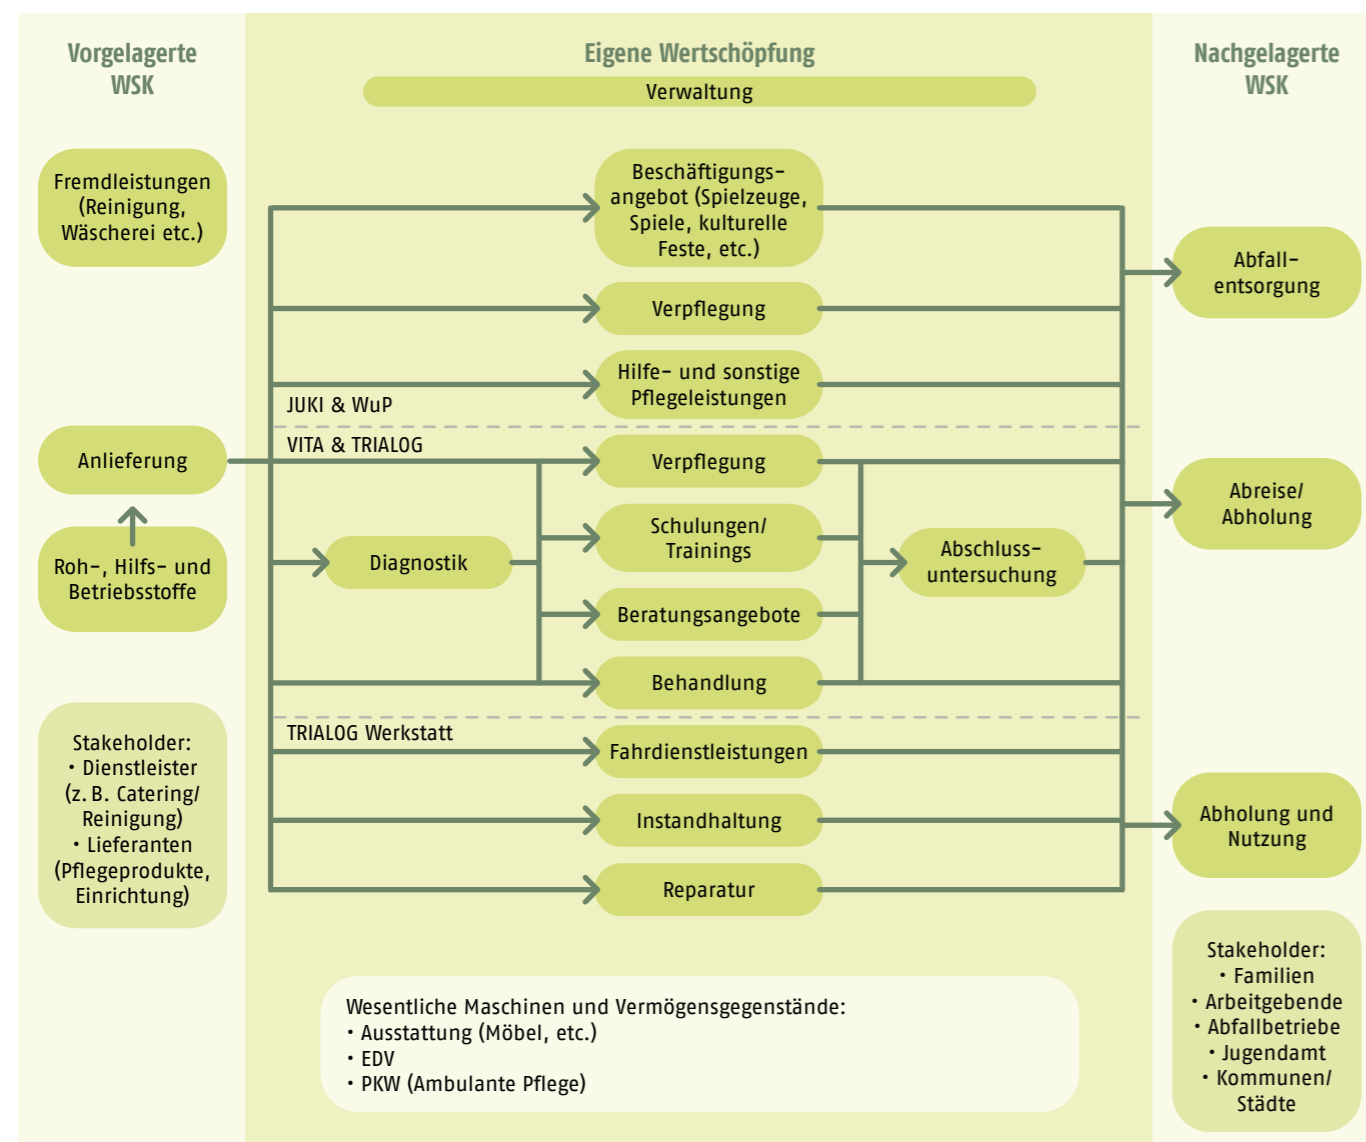 Vorgelagerte
WSK
Fremdleistungen
(Reinigung,
Wäscherei etc.)
Anlieferung
Roh-, Hilfs- und
Betriebsstoffe
Stakeholder:
• Dienstleister
(z. B. Catering/
Reinigung)
• Lieferanten
(Pflegeprodukte,
Einrichtung)
Eigene Wertschöpfung
Verwaltung
Beschäftigungs-
angebot (Spielzeuge,
Spiele, kulturelle
Feste, etc.)
Verpflegung
Hilfe- und sonstige
Pflegeleistungen
JUKI & WuP
VITA & TRIALOG
Verpflegung
Diagnostik
Schulungen/
Trainings
Beratungsangebote
Behandlung
Abschluss-
untersuchung
TRIALOG Werkstatt
Fahrdienstleistungen
Instandhaltung
Reparatur
Wesentliche Maschinen und Vermögensgegenstände:
• Ausstattung (Möbel, etc.)
• EDV
• PKW (Ambulante Pflege)
Nachgelagerte
WSK
Abfall-
entsorgung
Abreise/
Abholung
Abholung und
Nutzung
Stakeholder:
• Familien
• Arbeitgebende
• Abfallbetriebe
• Jugendamt
• Kommunen/
Städte